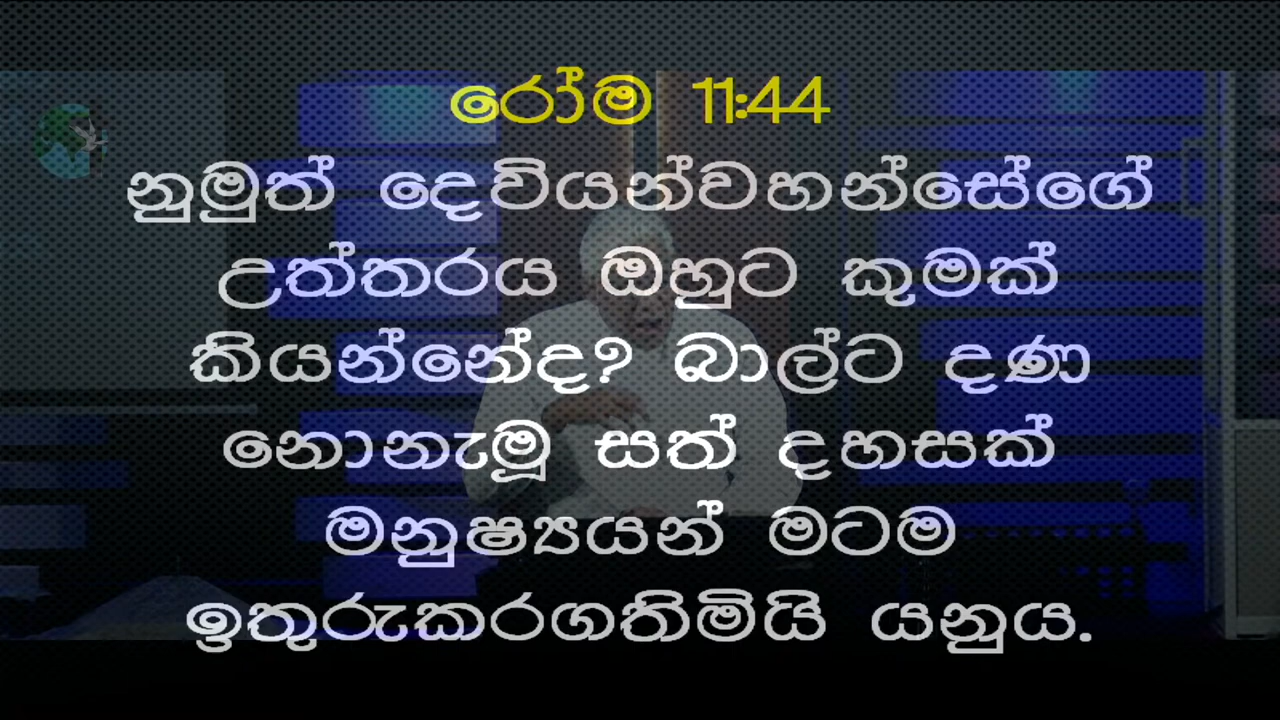 රෝම 11:44
නුමුත් දෙවියන්වහන්සේගේ
උත්තරය ඔහුට කුමක්
කියන්නේද? බාල්ට දණ
නොනැමූ සත් දහසක්
මනුෂ්‍යයන් මටම
ඉතුරුකරගතිමියි යනුය.